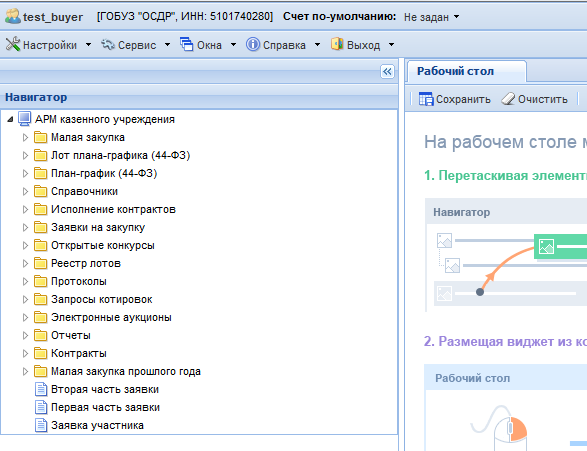 test_buyer [ГОБУЗ "ОСДР", ИНН: 5101740280] Счет по-умолчанию: Не задан
Настройки Сервис Окна Справка Выход
Рабочий стол
Навигатор
Сохранить Очистить
АРМ казенного учреждения
Малая закупка
Лот плана-графика (44-ФЗ)
План-график (44-ФЗ)
Справочники
Исполнение контрактов
Заявки на закупку
Открытые конкурсы
Реестр лотов
Протоколы
Запросы котировок
Электронные аукционы
Отчеты
Контракты
Малая закупка прошлого года
Вторая часть заявки
Первая часть заявки
Заявка участника
На рабочем столе м
1. Перетаскивая элемент
Навигатор
2. Размещая виджет из ко
Рабочий стол